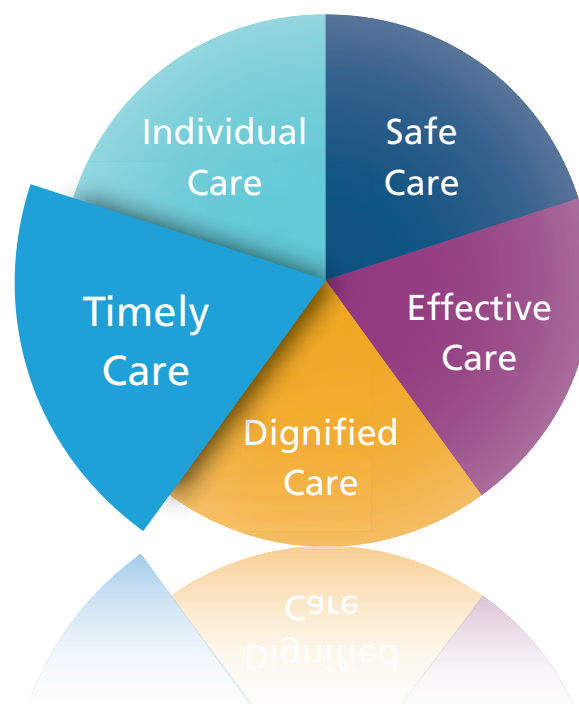 Individual
Care
Safe
Care
Timely
Care
Effective
Care
Dignified
Care